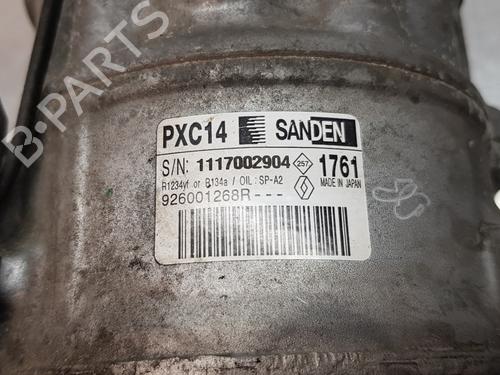 PXC14 SANDEN
S/N: 1117002904 257 1761
R1234yf or R134a / OIL: SP-A2 MADE IN JAPAN
926001268R---
B-PARTS